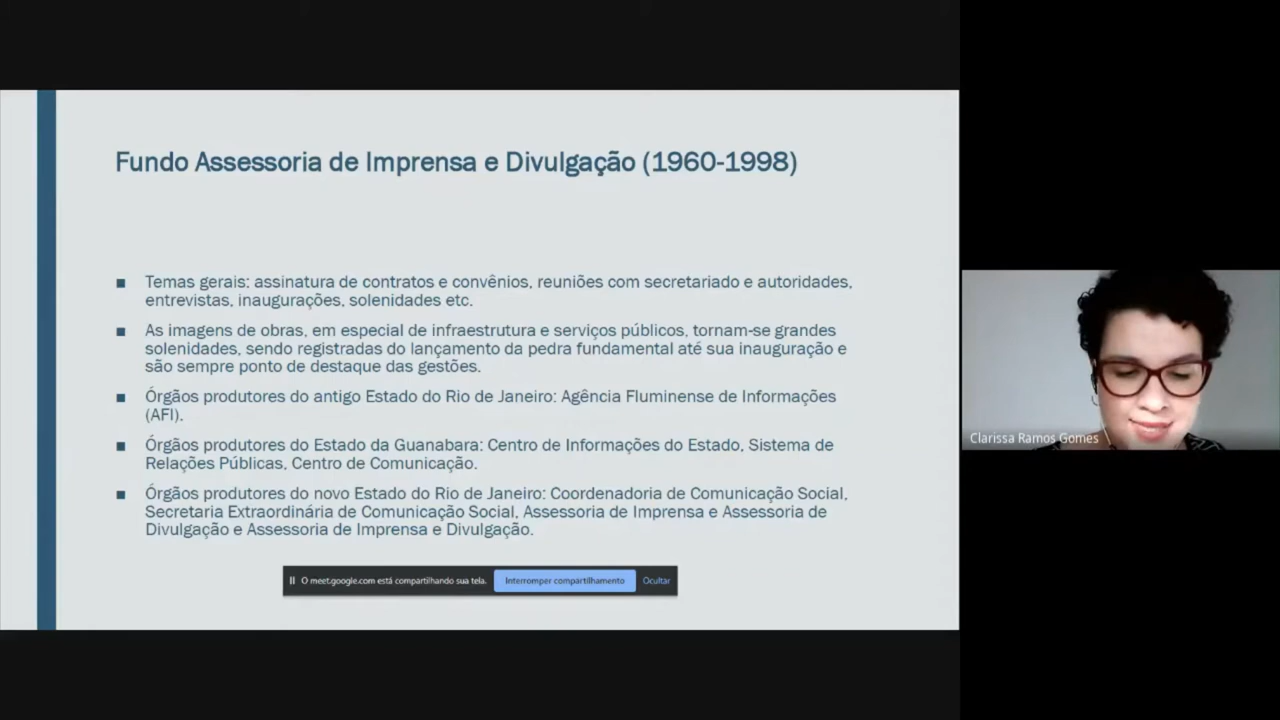 Fundo Assessoria de Imprensa e Divulgação (1960-1998)
■ Temas gerais: assinatura de contratos e convênios, reuniões com secretariado e autoridades,
entrevistas, inaugurações, solenidades etc.
■ As imagens de obras, em especial de infraestrutura e serviços públicos, tornam-se grandes
solenidades, sendo registradas do lançamento da pedra fundamental até sua inauguração e
são sempre ponto de destaque das gestões.
■ Órgãos produtores do antigo Estado do Rio de Janeiro: Agência Fluminense de Informações
(AFI).
■ Órgãos produtores do Estado da Guanabara: Centro de Informações do Estado, Sistema de
Relações Públicas, Centro de Comunicação.
■ Órgãos produtores do novo Estado do Rio de Janeiro: Coordenadoria de Comunicação Social,
Secretaria Extraordinária de Comunicação Social, Assessoria de Imprensa e Assessoria de
Divulgação e Assessoria de Imprensa e Divulgação.
O meet.google.com está compartilhando sua tela. Interromper compartilhamento Ocultar
Clarissa Ramos Gomes